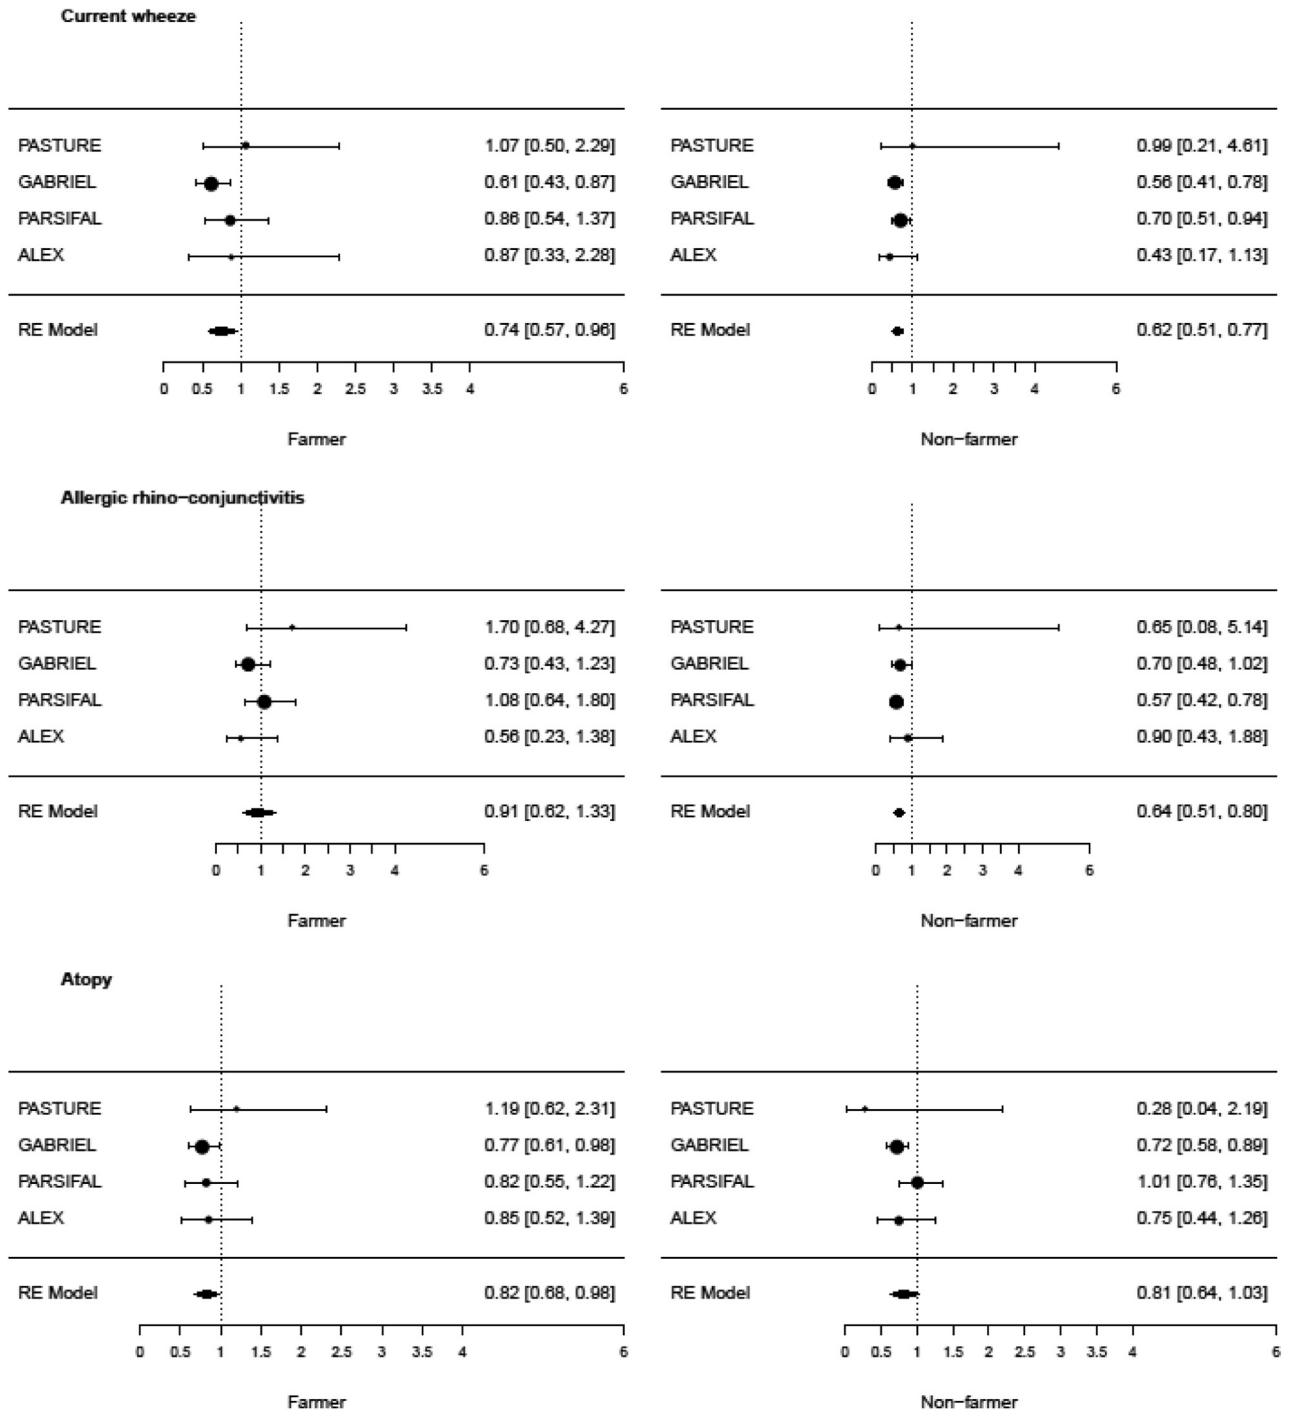 Current wheeze
PASTURE 1.07 [0.50, 2.29]
GABRIEL 0.61 [0.43, 0.87]
PARSIFAL 0.86 [0.54, 1.37]
ALEX 0.87 [0.33, 2.28]
RE Model 0.74 [0.57, 0.96]
0 0.5 1 1.5 2 2.5 3 3.5 4 6
Farmer
PASTURE 0.99 [0.21, 4.61]
GABRIEL 0.56 [0.41, 0.78]
PARSIFAL 0.70 [0.51, 0.94]
ALEX 0.43 [0.17, 1.13]
RE Model 0.62 [0.51, 0.77]
0 1 2 3 4 6
Non-farmer
Allergic rhino-conjunctivitis
PASTURE 1.70 [0.68, 4.27]
GABRIEL 0.73 [0.43, 1.23]
PARSIFAL 1.08 [0.64, 1.80]
ALEX 0.56 [0.23, 1.38]
RE Model 0.91 [0.62, 1.33]
0 1 2 3 4 6
Farmer
PASTURE 0.65 [0.08, 5.14]
GABRIEL 0.70 [0.48, 1.02]
PARSIFAL 0.57 [0.42, 0.78]
ALEX 0.90 [0.43, 1.88]
RE Model 0.64 [0.51, 0.80]
0 1 2 3 4 6
Non-farmer
Atopy
PASTURE 1.19 [0.62, 2.31]
GABRIEL 0.77 [0.61, 0.98]
PARSIFAL 0.82 [0.55, 1.22]
ALEX 0.85 [0.52, 1.39]
RE Model 0.82 [0.68, 0.98]
0 0.5 1 1.5 2 2.5 3 3.5 4 6
Farmer
PASTURE 0.28 [0.04, 2.19]
GABRIEL 0.72 [0.58, 0.89]
PARSIFAL 1.01 [0.76, 1.35]
ALEX 0.75 [0.44, 1.26]
RE Model 0.81 [0.64, 1.03]
0 0.5 1 1.5 2 2.5 3 3.5 4 6
Non-farmer